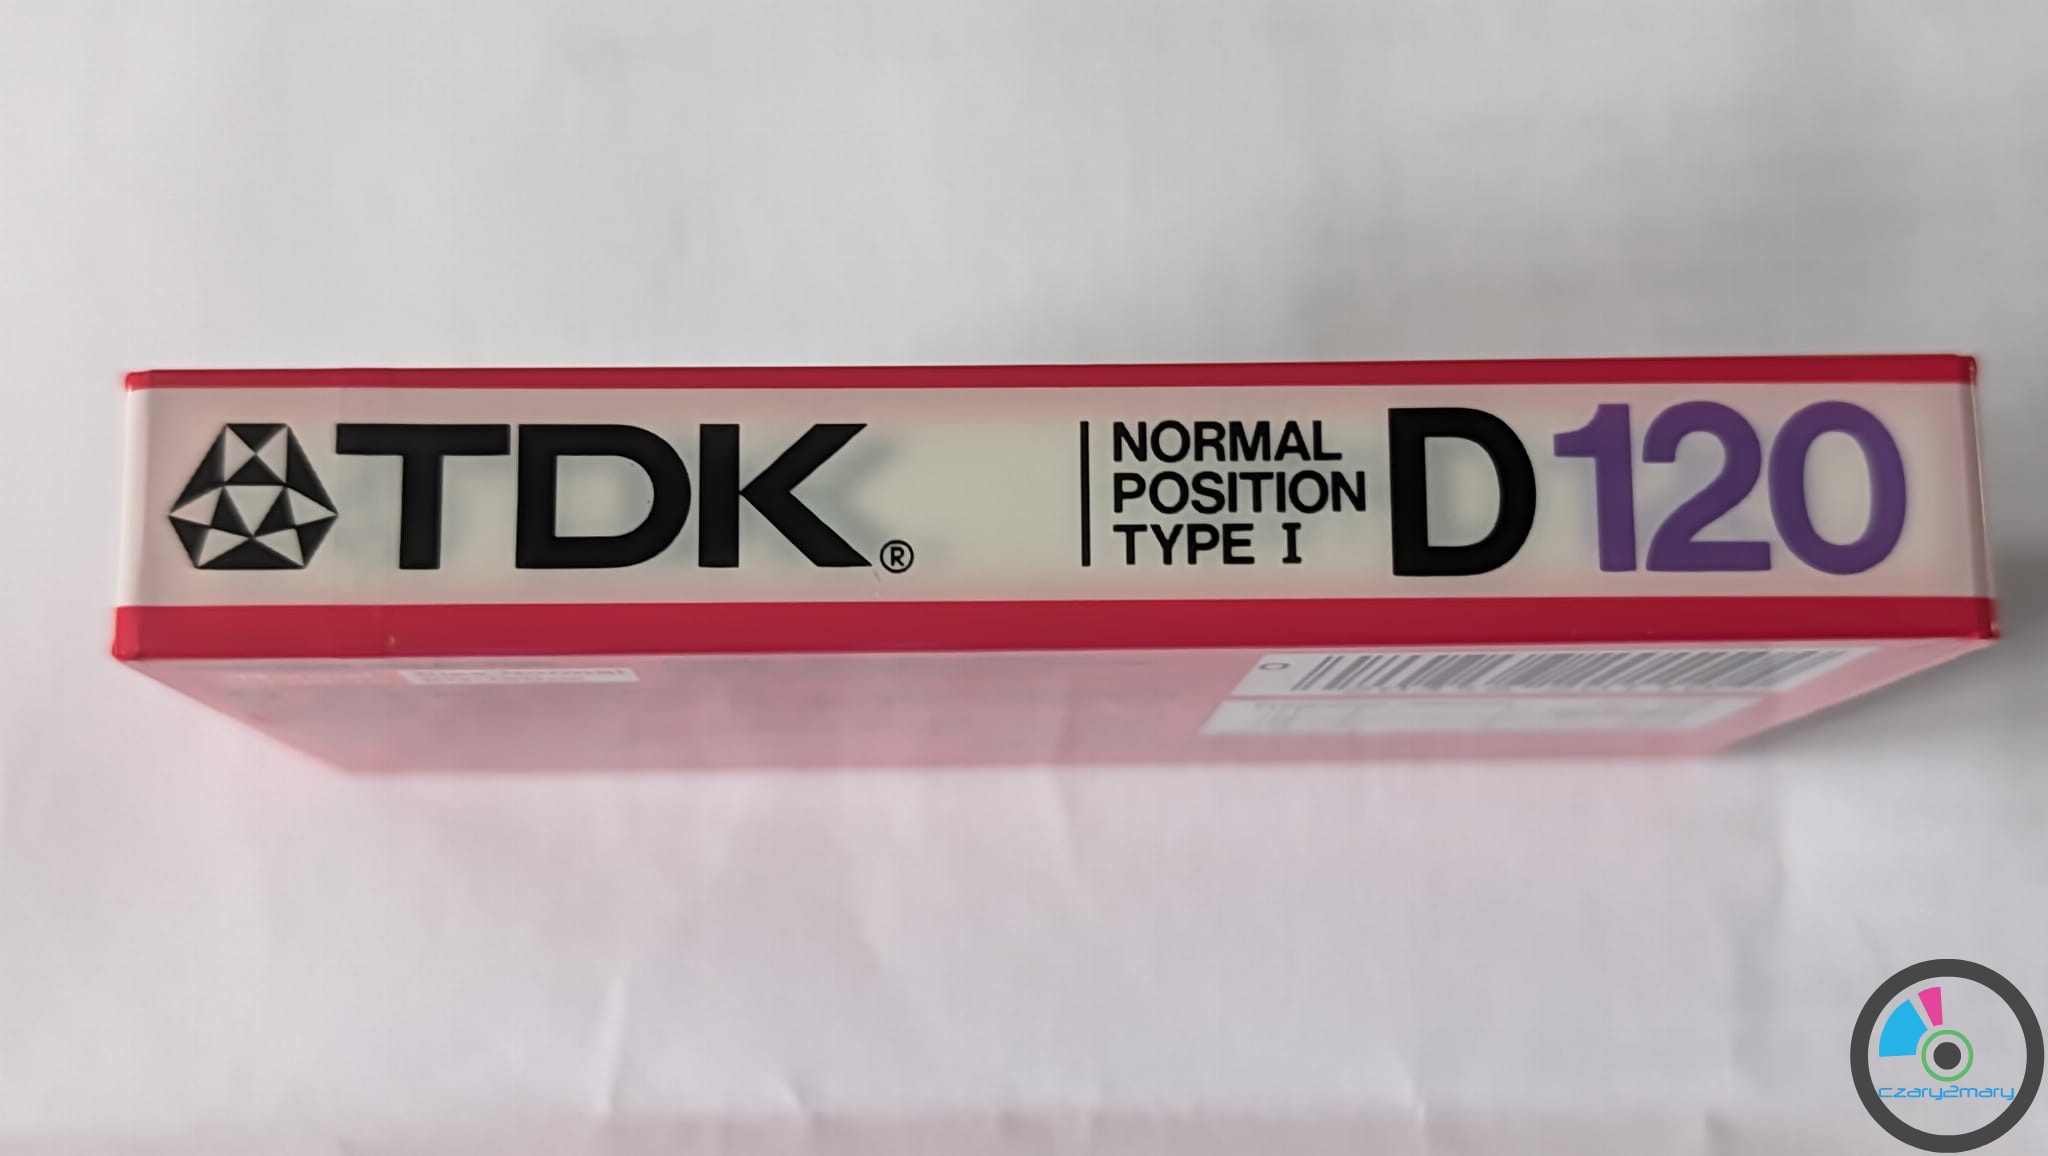 TDK®
NORMAL
POSITION
TYPE I
D120
czary2mary